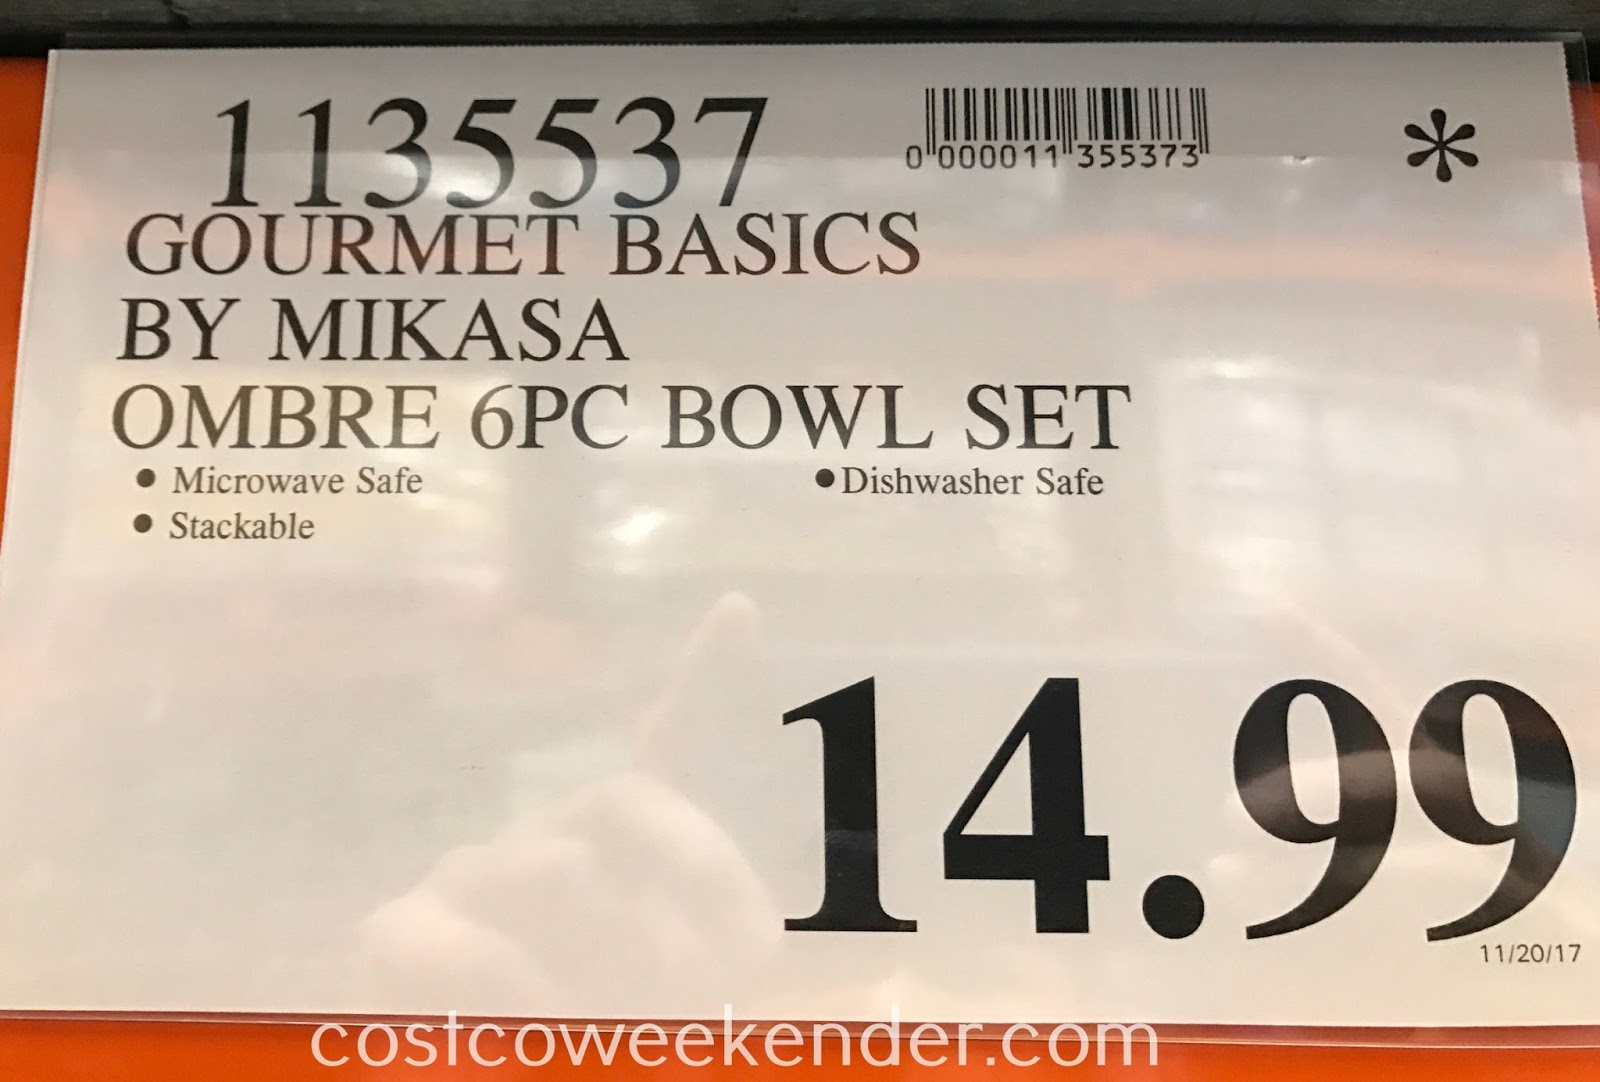 1135537
0 000011 355373
*
GOURMET BASICS
BY MIKASA
OMBRE 6PC BOWL SET
• Microwave Safe
• Dishwasher Safe
• Stackable
14.99
11/20/17
costcoweekender.com